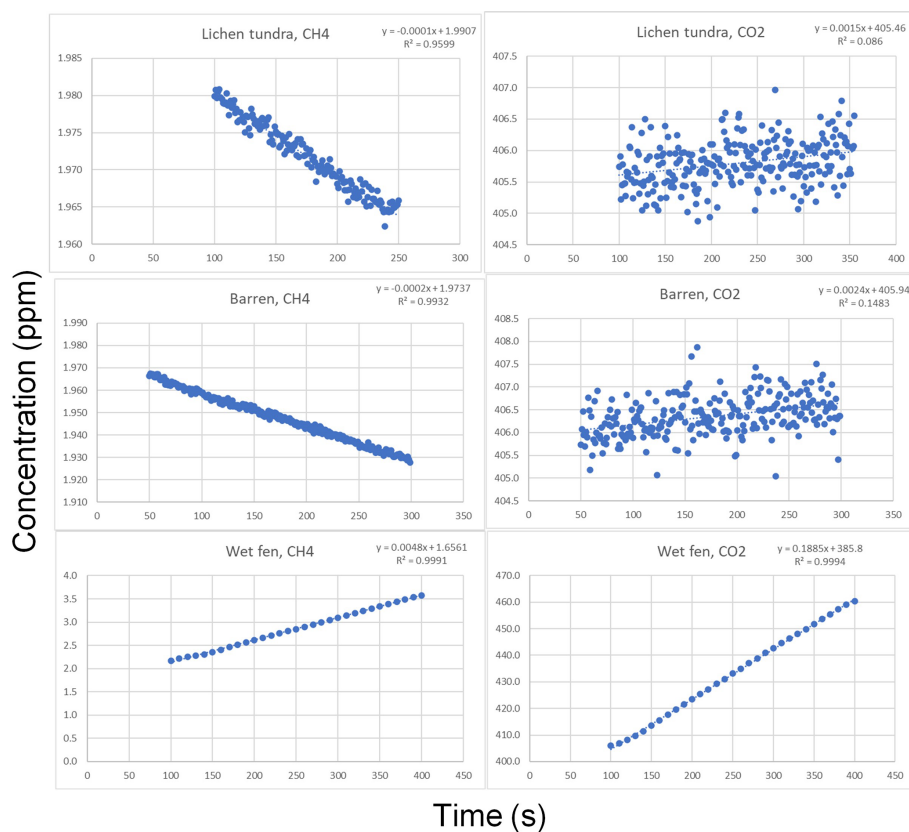 Lichen tundra, CH4
y = -0.0001x + 1.9907
R² = 0.9599
1.985
1.980
1.975
1.970
1.965
1.960
0 50 100 150 200 250 300
Lichen tundra, CO2
y = 0.0015x + 405.46
R² = 0.086
407.5
407.0
406.5
406.0
405.5
405.0
404.5
0 50 100 150 200 250 300 350 400
Barren, CH4
y = -0.0002x + 1.9737
R² = 0.9932
1.990
1.980
1.970
1.960
1.950
1.940
1.930
1.920
1.910
0 50 100 150 200 250 300 350
Barren, CO2
y = 0.0024x + 405.94
R² = 0.1483
408.5
408.0
407.5
407.0
406.5
406.0
405.5
405.0
404.5
0 50 100 150 200 250 300 350
Wet fen, CH4
y = 0.0048x + 1.6561
R² = 0.9991
4.0
3.5
3.0
2.5
2.0
1.5
1.0
0.5
0.0
0 50 100 150 200 250 300 350 400 450
Wet fen, CO2
y = 0.1885x + 385.8
R² = 0.9994
470.0
460.0
450.0
440.0
430.0
420.0
410.0
400.0
0 50 100 150 200 250 300 350 400 450
Concentration (ppm)
Time (s)